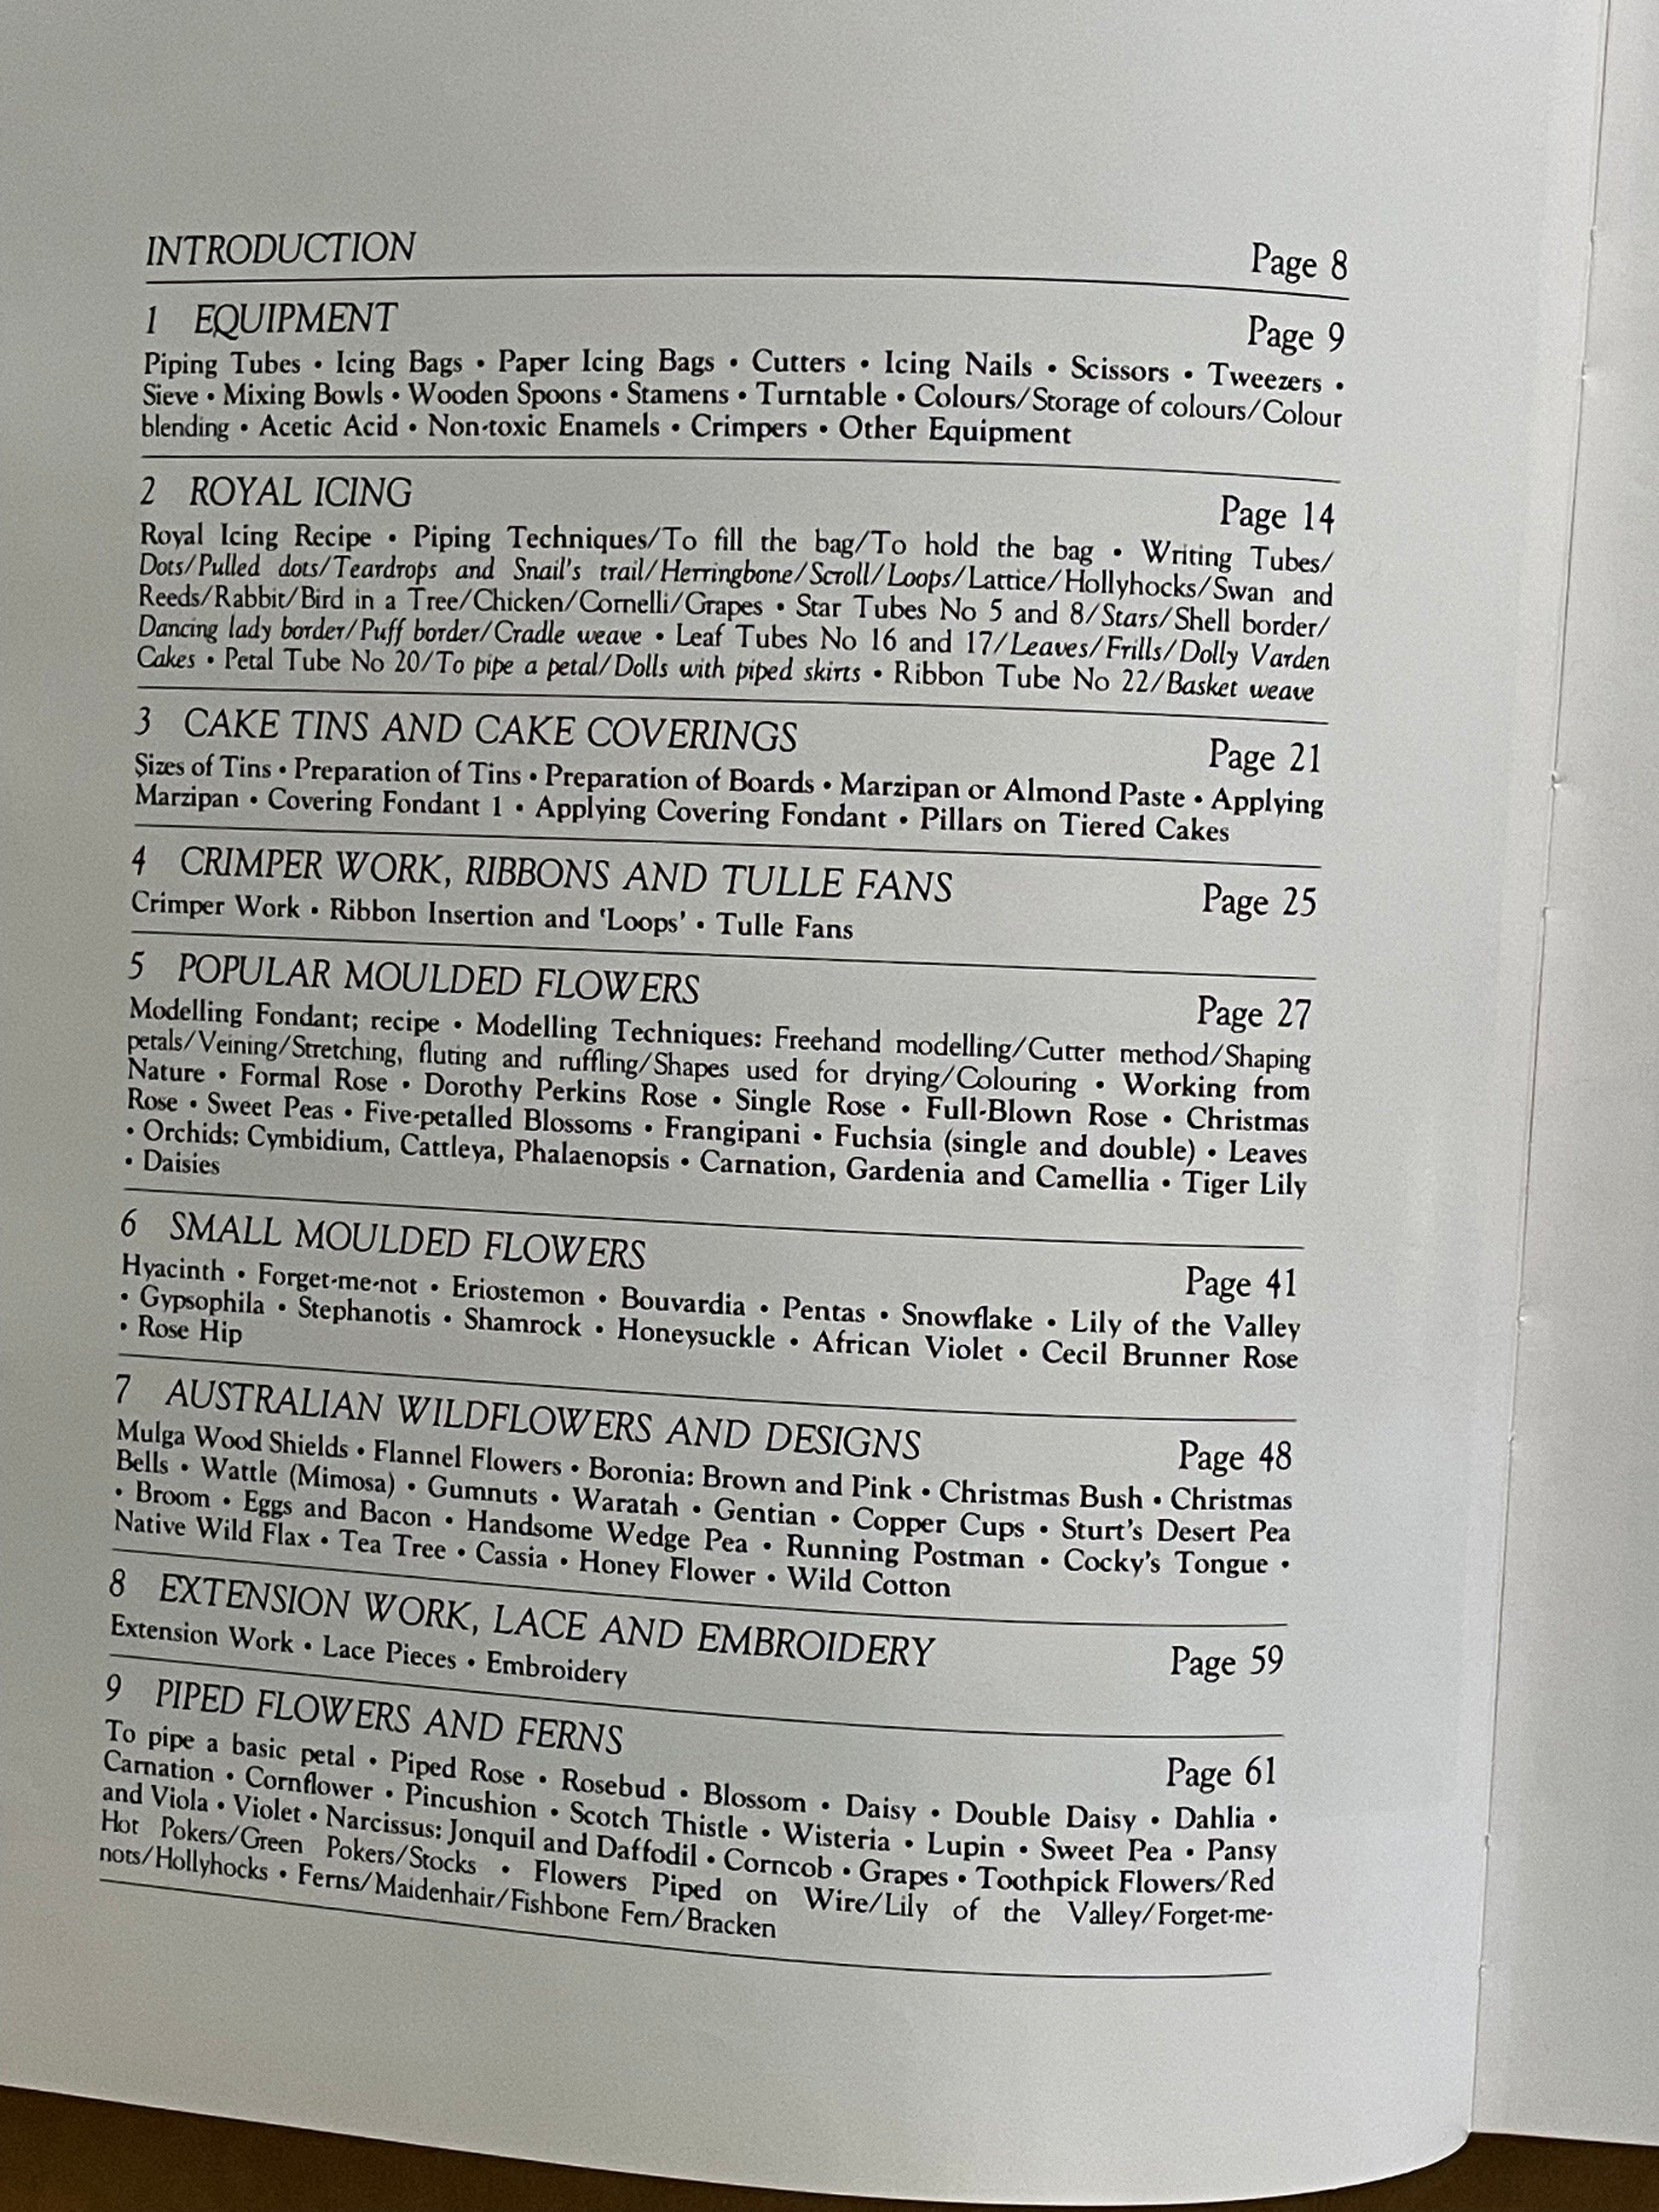 INTRODUCTION Page 8
1 EQUIPMENT Page 9
Piping Tubes • Icing Bags • Paper Icing Bags • Cutters • Icing Nails • Scissors • Tweezers •
Sieve • Mixing Bowls • Wooden Spoons • Stamens • Turntable • Colours/Storage of colours/Colour
blending • Acetic Acid • Non-toxic Enamels • Crimpers • Other Equipment
2 ROYAL ICING Page 14
Royal Icing Recipe • Piping Techniques/To fill the bag/To hold the bag • Writing Tubes/
Dots/Pulled dots/Teardrops and Snail's trail/Herringbone/Scroll/Loops/Lattice/Hollyhocks/Swan and
Reeds/Rabbit/Bird in a Tree/Chicken/Cornelli/Grapes • Star Tubes No 5 and 8/Stars/Shell border/
Dancing lady border/Puff border/Cradle weave • Leaf Tubes No 16 and 17/Leaves/Frills/Dolly Varden
Cakes • Petal Tube No 20/To pipe a petal/Dolls with piped skirts • Ribbon Tube No 22/Basket weave
3 CAKE TINS AND CAKE COVERINGS Page 21
Sizes of Tins • Preparation of Tins • Preparation of Boards • Marzipan or Almond Paste • Applying
Marzipan • Covering Fondant 1 • Applying Covering Fondant • Pillars on Tiered Cakes
4 CRIMPER WORK, RIBBONS AND TULLE FANS Page 25
Crimper Work • Ribbon Insertion and 'Loops' • Tulle Fans
5 POPULAR MOULDED FLOWERS Page 27
Modelling Fondant; recipe • Modelling Techniques: Freehand modelling/Cutter method/Shaping
petals/Veining/Stretching, fluting and ruffling/Shapes used for drying/Colouring • Working from
Nature • Formal Rose • Dorothy Perkins Rose • Single Rose • Full-Blown Rose • Christmas
Rose • Sweet Peas • Five-petalled Blossoms • Frangipani • Fuchsia (single and double) • Leaves
• Orchids: Cymbidium, Cattleya, Phalaenopsis • Carnation, Gardenia and Camellia • Tiger Lily
• Daisies
6 SMALL MOULDED FLOWERS Page 41
Hyacinth • Forget-me-not • Eriostemon • Bouvardia • Pentas • Snowflake • Lily of the Valley
• Gypsophila • Stephanotis • Shamrock • Honeysuckle • African Violet • Cecil Brunner Rose
• Rose Hip
7 AUSTRALIAN WILDFLOWERS AND DESIGNS Page 48
Mulga Wood Shields • Flannel Flowers • Boronia: Brown and Pink • Christmas Bush • Christmas
Bells • Wattle (Mimosa) • Gumnuts • Waratah • Gentian • Copper Cups • Sturt's Desert Pea
• Broom • Eggs and Bacon • Handsome Wedge Pea • Running Postman • Cocky's Tongue •
Native Wild Flax • Tea Tree • Cassia • Honey Flower • Wild Cotton
8 EXTENSION WORK, LACE AND EMBROIDERY Page 59
Extension Work • Lace Pieces • Embroidery
9 PIPED FLOWERS AND FERNS Page 61
To pipe a basic petal • Piped Rose • Rosebud • Blossom • Daisy • Double Daisy • Dahlia •
Carnation • Cornflower • Pincushion • Scotch Thistle • Wisteria • Lupin • Sweet Pea • Pansy
and Viola • Violet • Narcissus: Jonquil and Daffodil • Corncob • Grapes • Toothpick Flowers/Red
Hot Pokers/Green Pokers/Stocks • Flowers Piped on Wire/Lily of the Valley/Forget-me-
nots/Hollyhocks • Ferns/Maidenhair/Fishbone Fern/Bracken